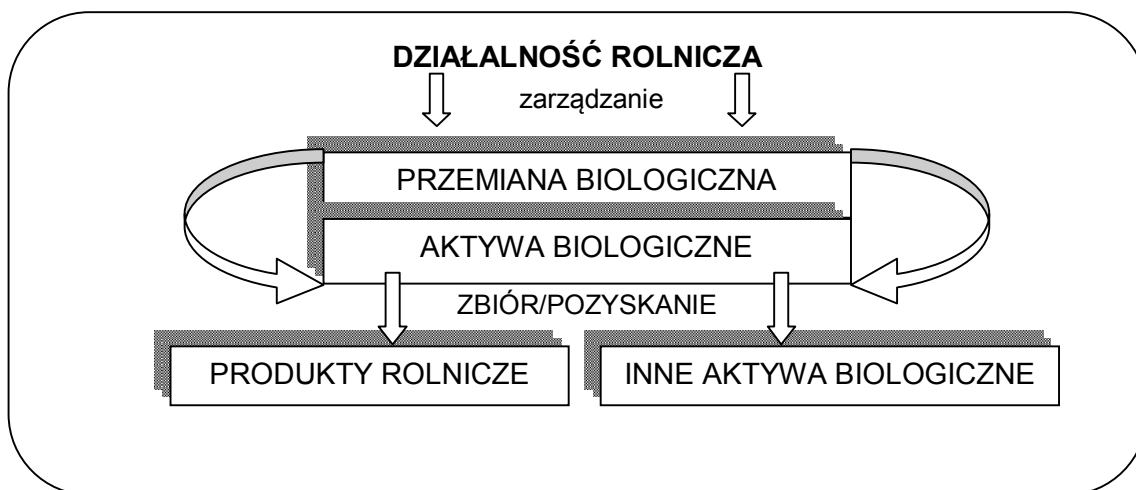 DZIAŁALNOŚĆ ROLNICZA
zarządzanie
PRZEMIANA BIOLOGICZNA
AKTYWA BIOLOGICZNE
ZBIÓR/POZYSKANIE
PRODUKTY ROLNICZE
INNE AKTYWA BIOLOGICZNE